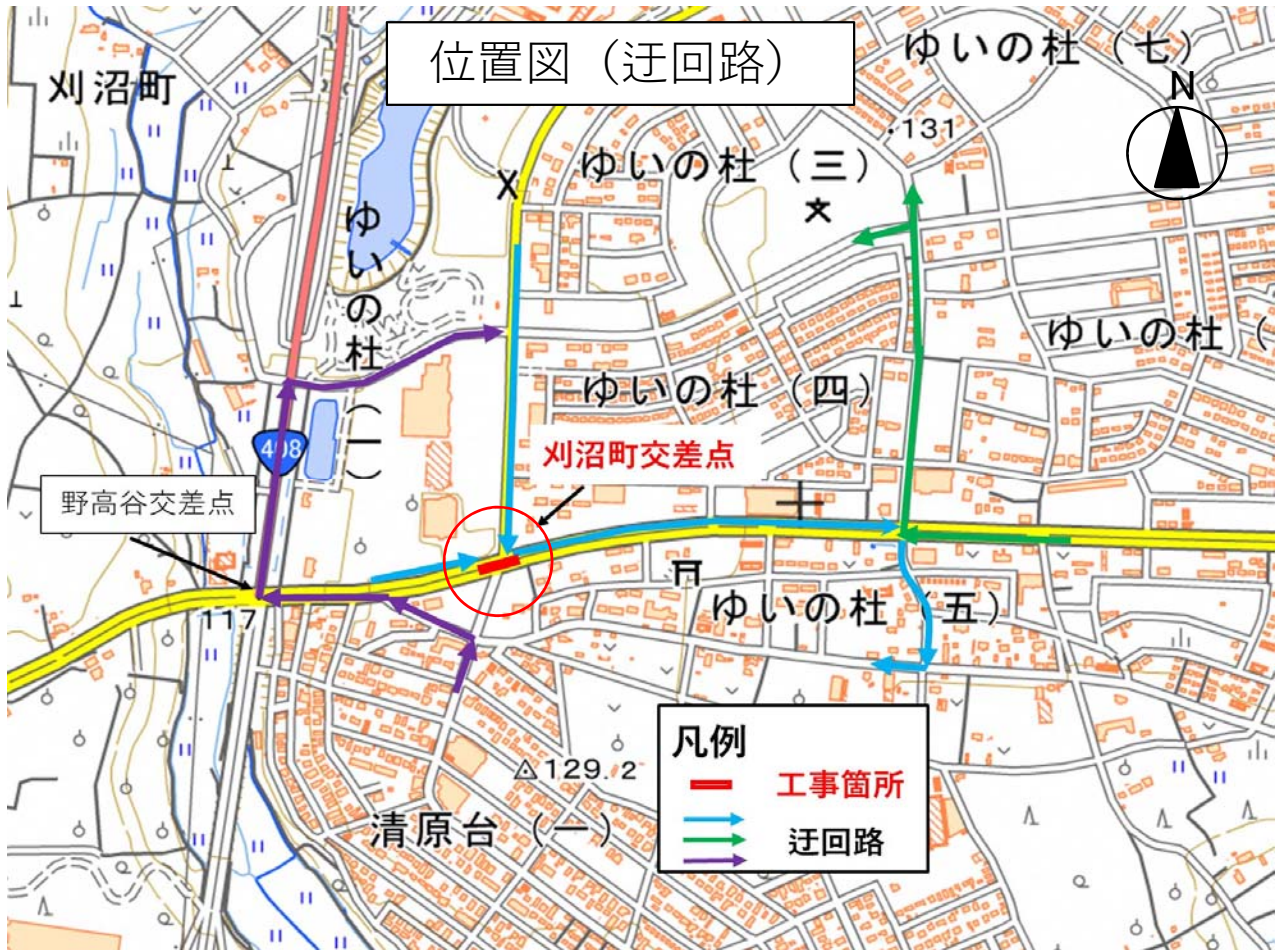 位置図（迂回路）
ゆいの杜（七）
刈沼町
N
・131
ゆいの杜（三）
ゆいの杜（一）
ゆいの杜（
ゆいの杜（四）
408
刈沼町交差点
野高谷交差点
117
ゆいの杜（五）
凡例
129.2
工事箇所
清原台（一）
迂回路